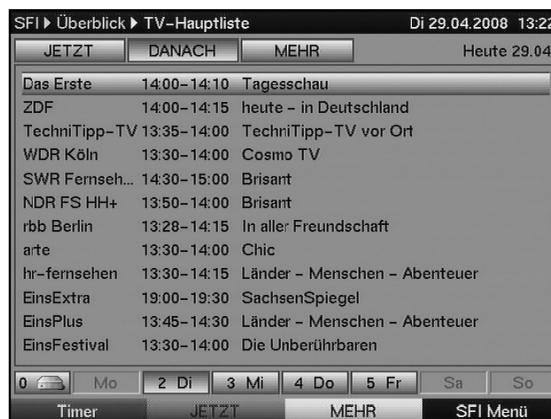 SFI ▶ Überblick ▶ TV-Hauptliste Di 29.04.2008 13:22
JETZT DANACH MEHR Heute 29.04
Das Erste 14:00-14:10 Tagesschau
ZDF 14:00-14:15 heute - in Deutschland
TechniTipp-TV 13:35-14:00 TechniTipp-TV vor Ort
WDR Köln 13:30-14:00 Cosmo TV
SWR Fernseh... 14:30-15:00 Brisant
NDR FS HH+ 13:50-14:00 Brisant
rbb Berlin 13:28-14:15 In aller Freundschaft
arte 13:30-14:00 Chic
hr-fernsehen 13:30-14:15 Länder - Menschen - Abenteuer
EinsExtra 19:00-19:30 SachsenSpiegel
EinsPlus 13:45-14:30 Länder - Menschen - Abenteuer
EinsFestival 13:30-14:00 Die Unberührbaren
0 Mo 2 Di 3 Mi 4 Do 5 Fr Sa So
Timer JETZT MEHR SFI Menü